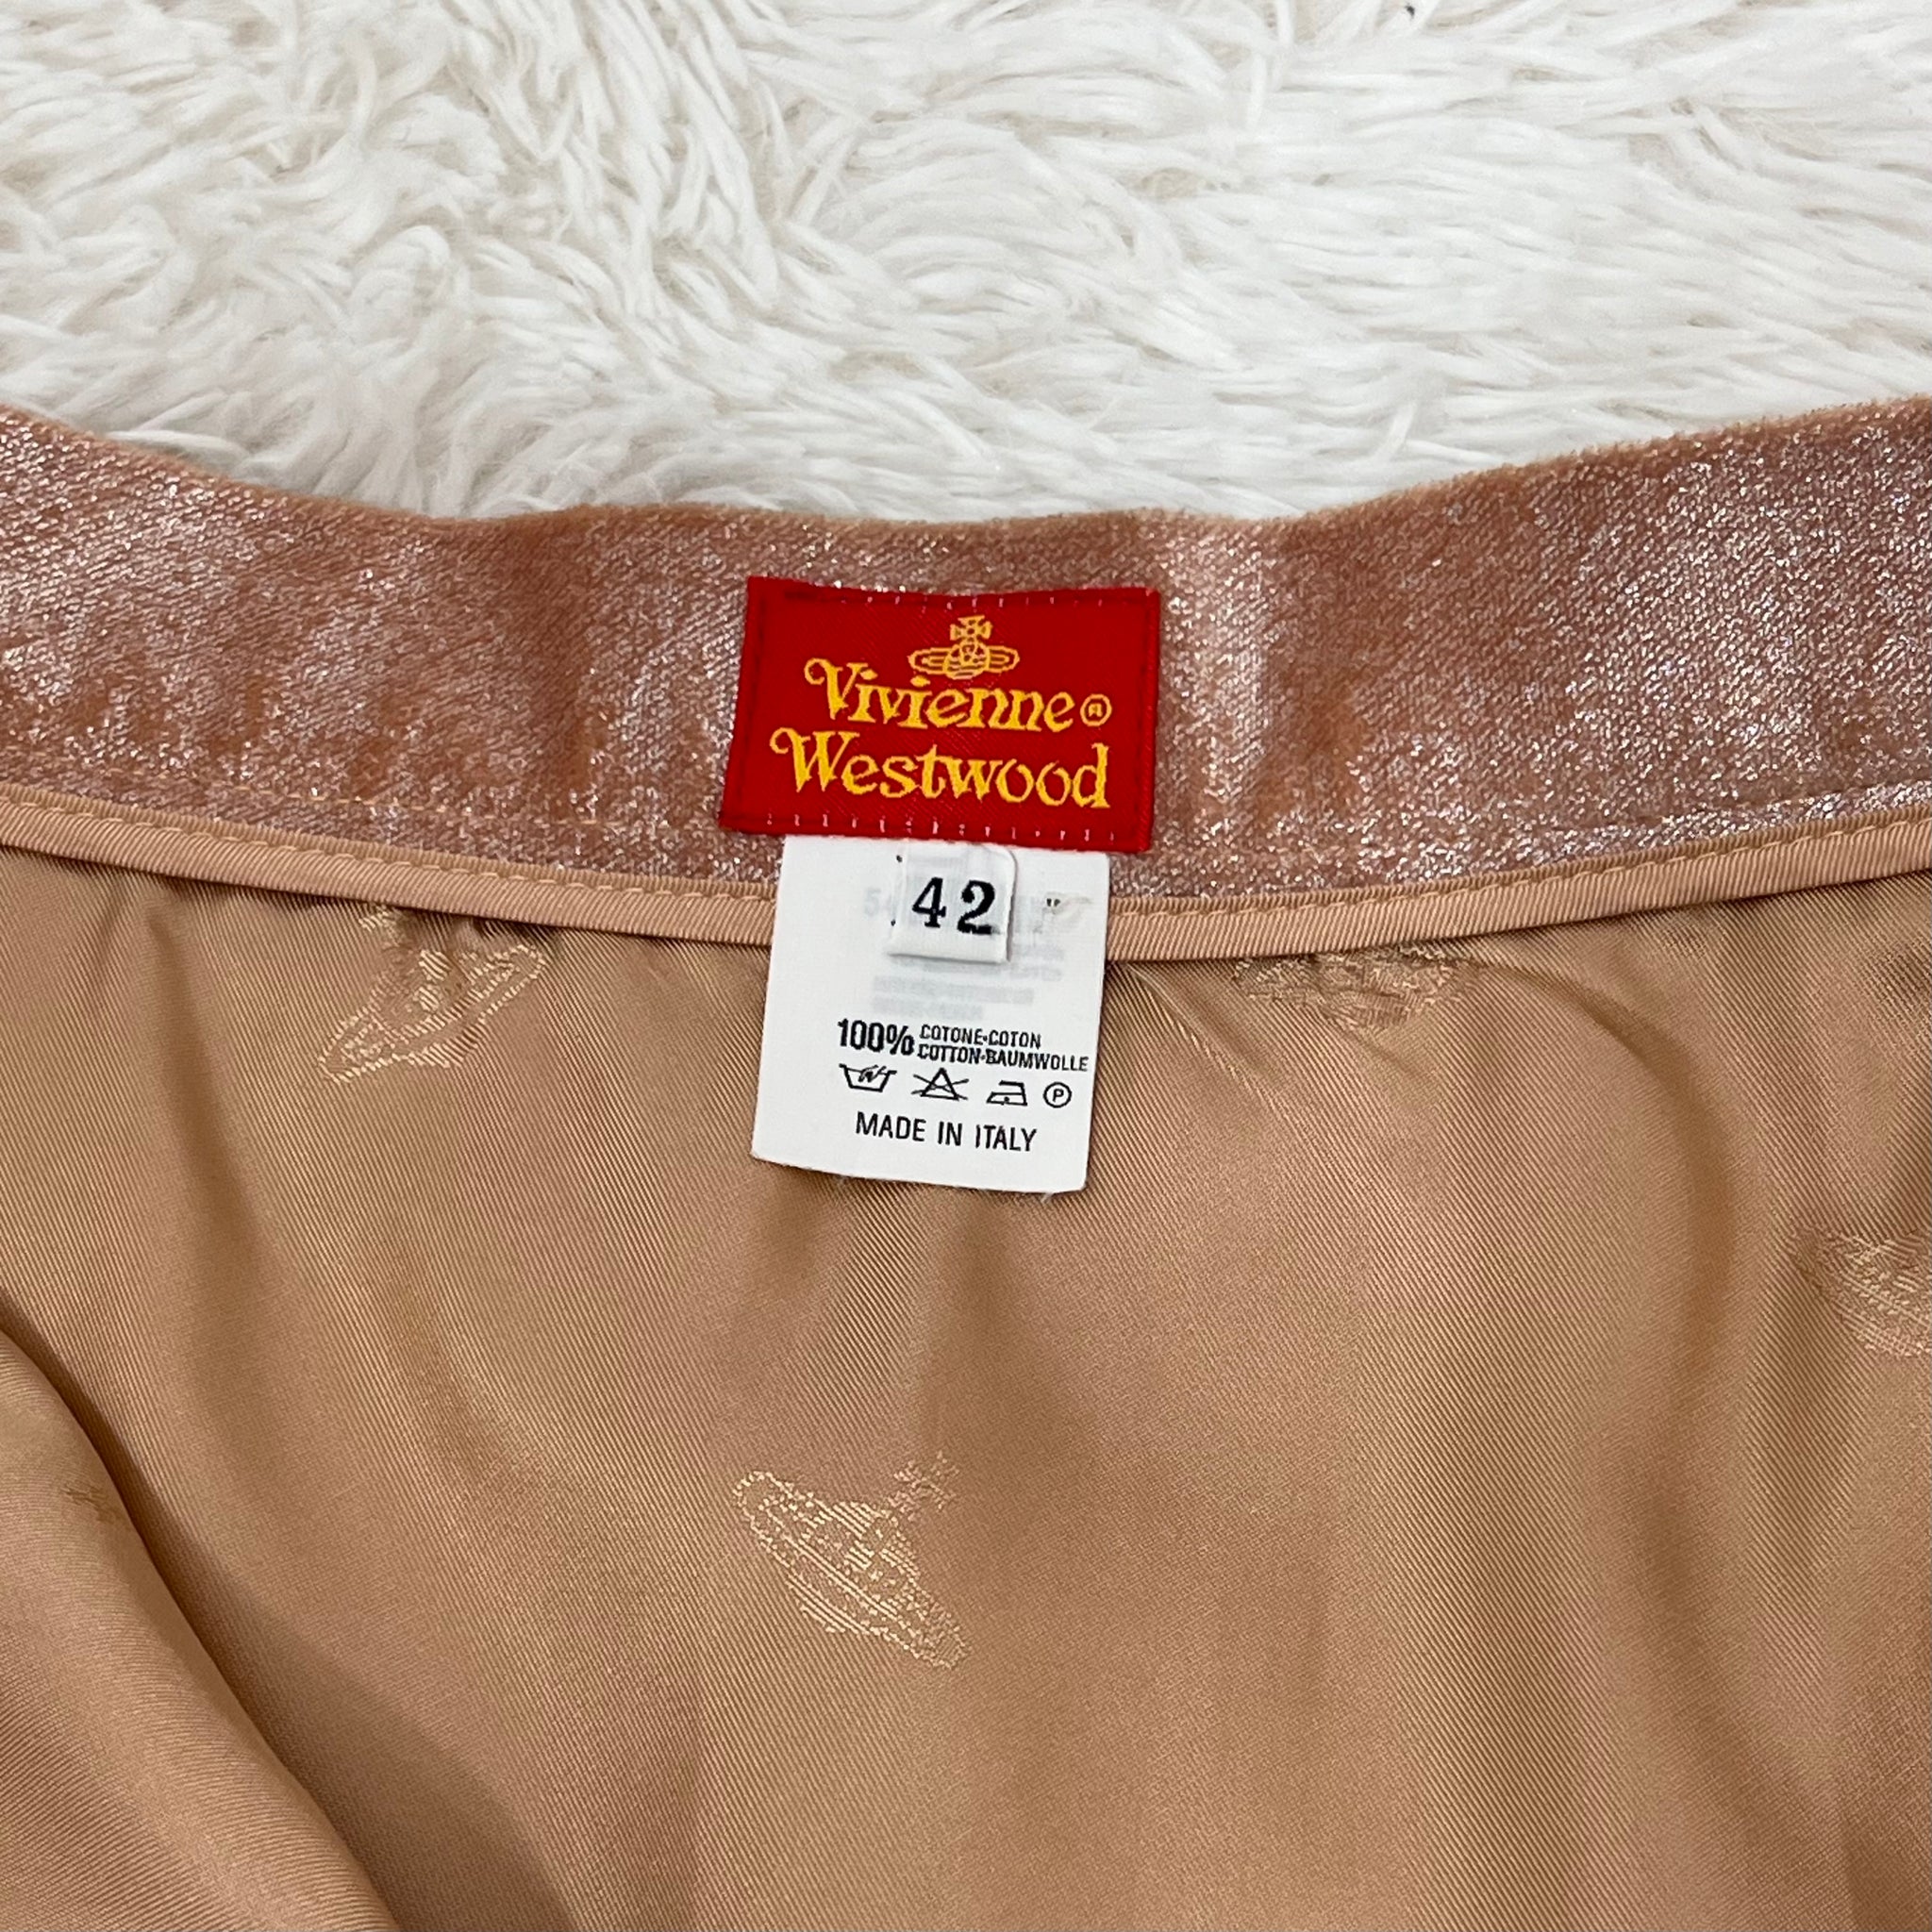 Vivienne®
Westwood
42
100% COTONE-COTON
COTTON-BAUMWOLLE
P
MADE IN ITALY